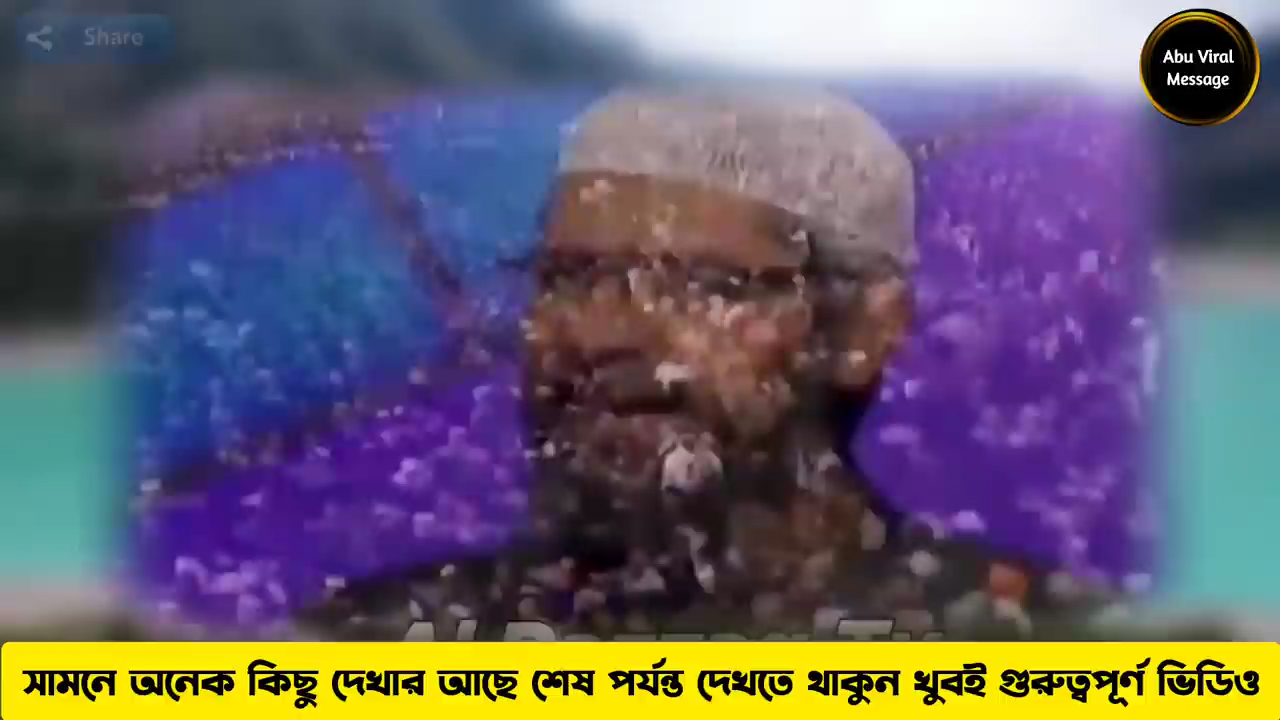 Share
Abu Viral
Message
সামনে অনেক কিছু দেখার আছে শেষ পর্যন্ত দেখতে থাকুন খুবই গুরুত্বপূর্ণ ভিডিও